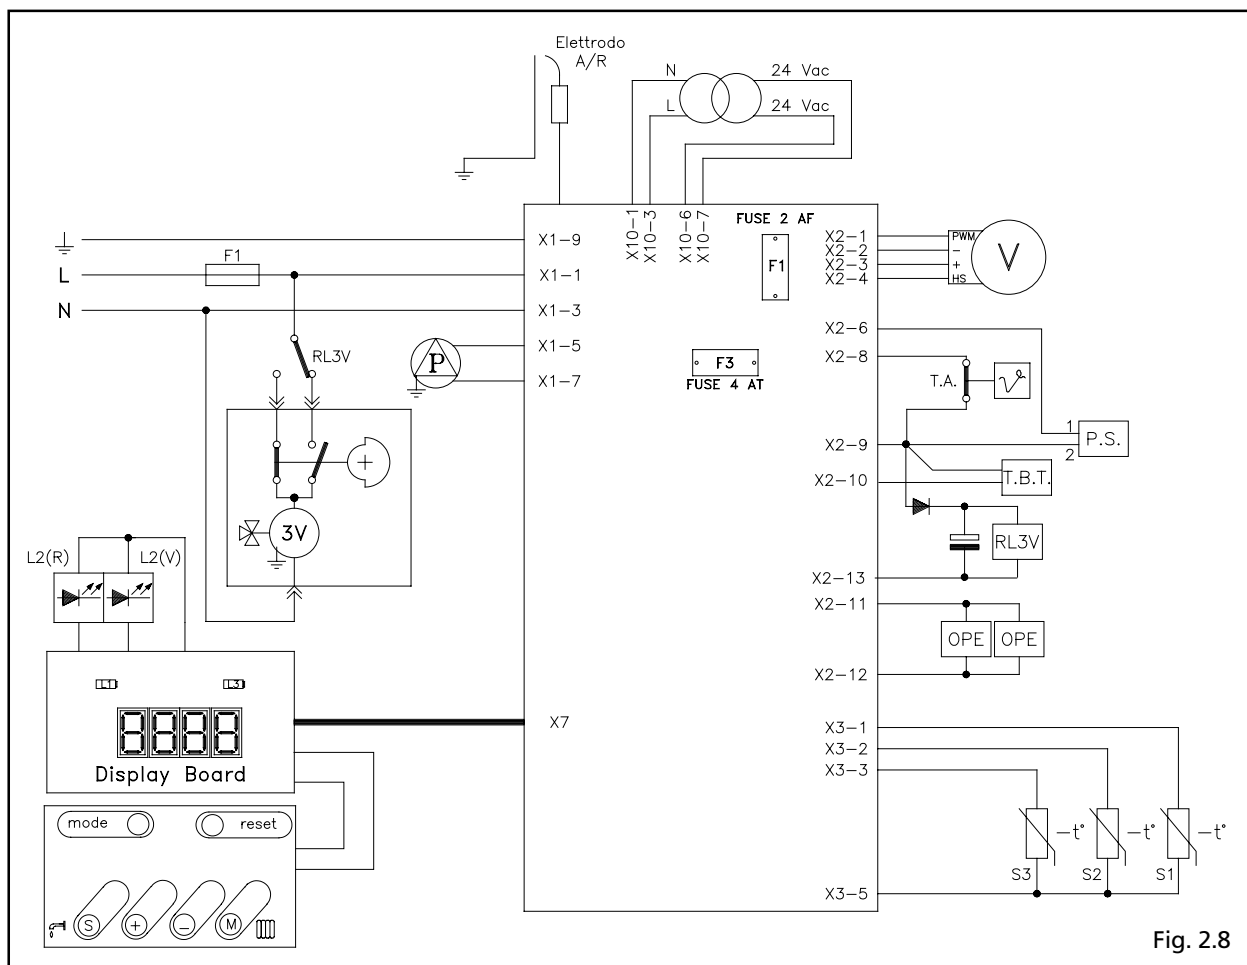 Elettrodo
A/R
N
24 Vac
L
24 Vac
X10-1
X10-3
X10-6
X10-7
FUSE 2 AF
F1
F3
FUSE 4 AT
X1-9
F1
L
X1-1
N
X1-3
X1-5
X1-7
P
RL3V
3V
X2-1
X2-2
X2-3
X2-4
PWM
-
+
HS
V
X2-6
X2-8
T.A.
X2-9
1
2
P.S.
X2-10
T.B.T.
RL3V
X2-13
X2-11
OPE
OPE
X2-12
L2(R)
L2(V)
L1
L3
8888
Display Board
X7
mode
reset
S
+
-
M
X3-1
X3-2
X3-3
-t°
-t°
-t°
S3
S2
S1
X3-5
Fig. 2.8